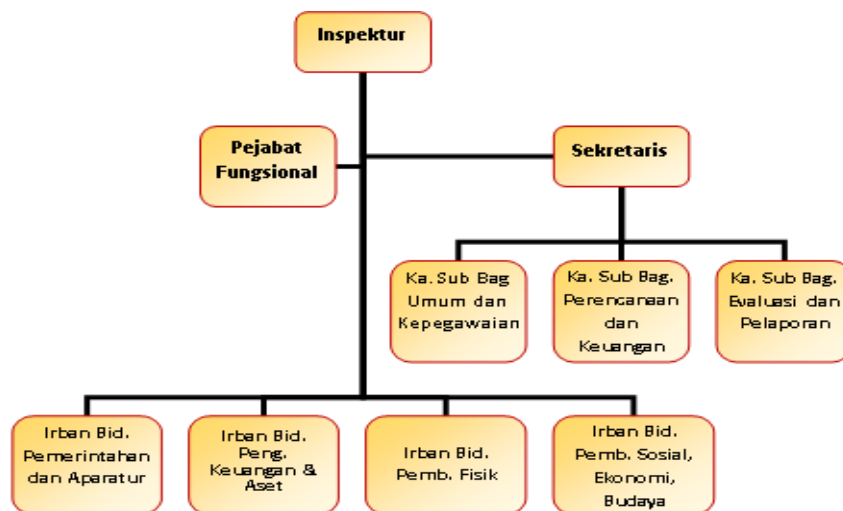 Inspektur
Pejabat
Fungsional
Sekretaris
Ka. Sub Bag
Umum dan
Kepegawaian
Ka. Sub Bag.
Perencanaan
dan
Keuangan
Ka. Sub Bag.
Evaluasi dan
Pelaporan
Irban Bid.
Pemerintahan
dan Aparatur
Irban Bid.
Peng.
Keuangan &
Aset
Irban Bid.
Pemb. Fisik
Irban Bid.
Pemb. Sosial,
Ekonomi,
Budaya